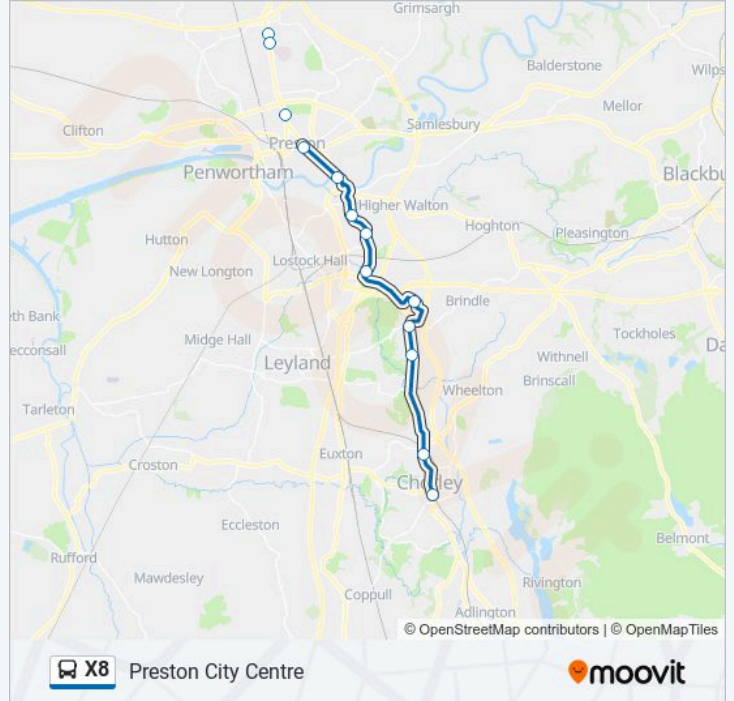 Grimsargh
Balderstone
Wilps
Mellor
Clifton
Samlesbury
Preston
Penwortham
Blackbu
Higher Walton
Hoghton
Pleasington
Hutton
New Longton
Lostock Hall
Brindle
eth Bank
ecconsall
Midge Hall
Tockholes
Da
Leyland
Withnell
Brinscall
Wheelton
Tarleton
Euxton
Croston
Chorley
Eccleston
Belmont
Rufford
Mawdesley
Rivington
Coppull
Adlington
© OpenStreetMap contributors | © OpenMapTiles
X8 Preston City Centre
moovit